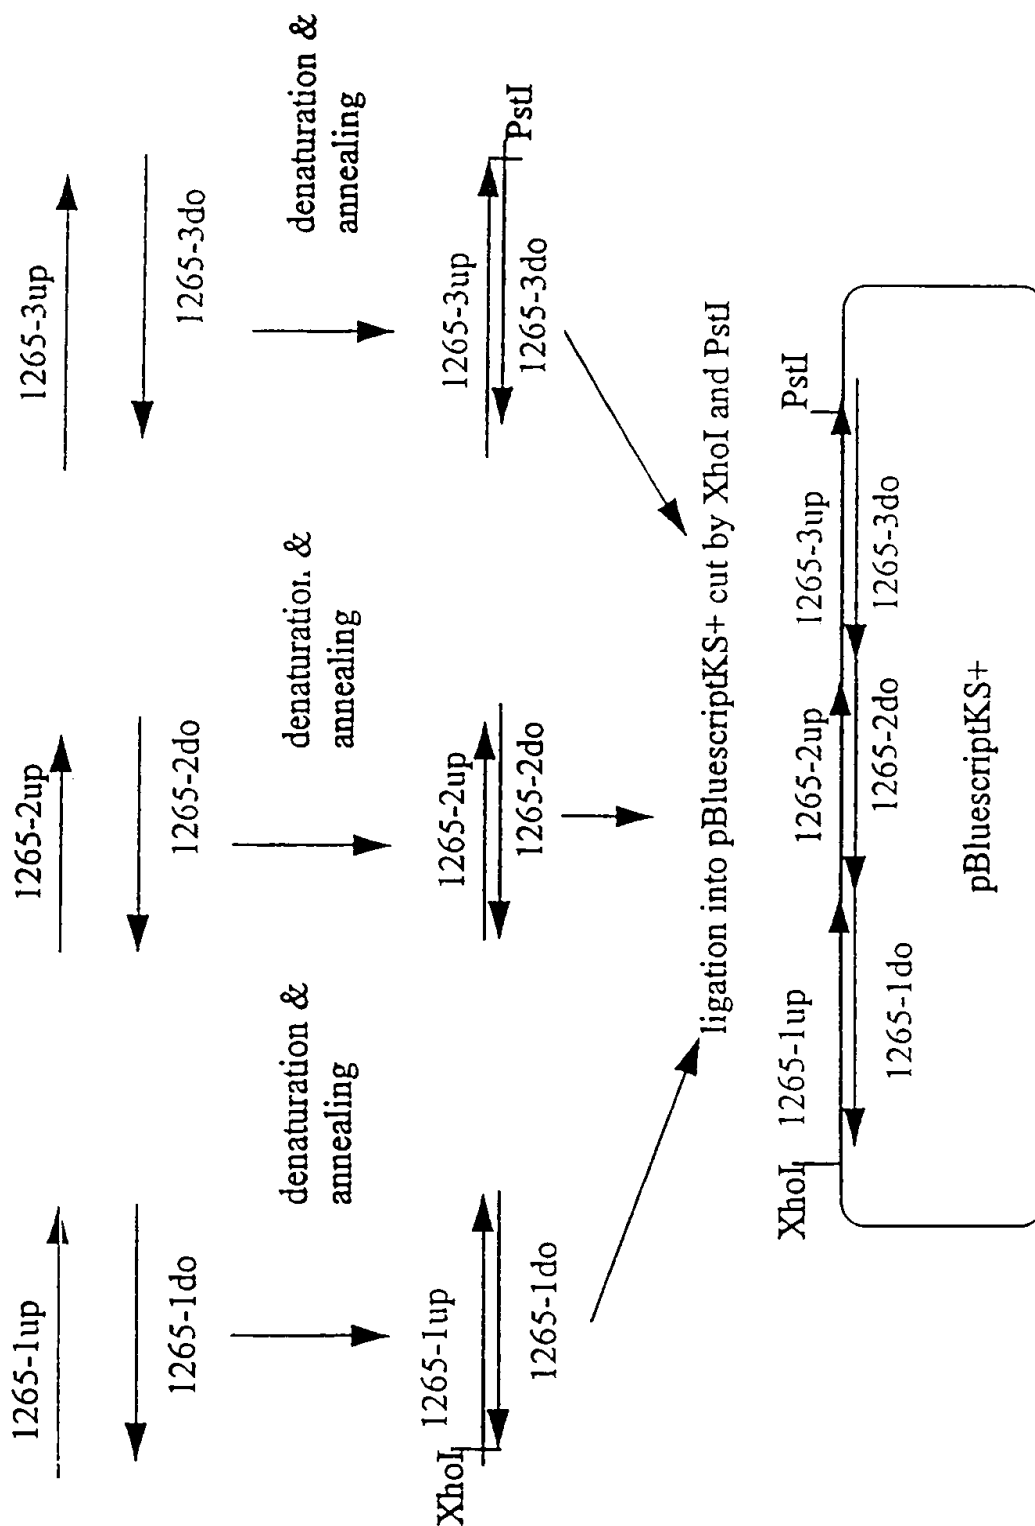 1265-1up
1265-1do
1265-2up
1265-2do
1265-3up
1265-3do
denaturation &
annealing
denaturation &
annealing
denaturation &
annealing
XhoI
1265-1up
1265-1do
1265-2up
1265-2do
1265-3up
1265-3do
PstI
ligation into pBluescriptKS+ cut by XhoI and PstI
XhoI
1265-1up
1265-2up
1265-3up
PstI
1265-1do
1265-2do
1265-3do
pBluescriptKS+